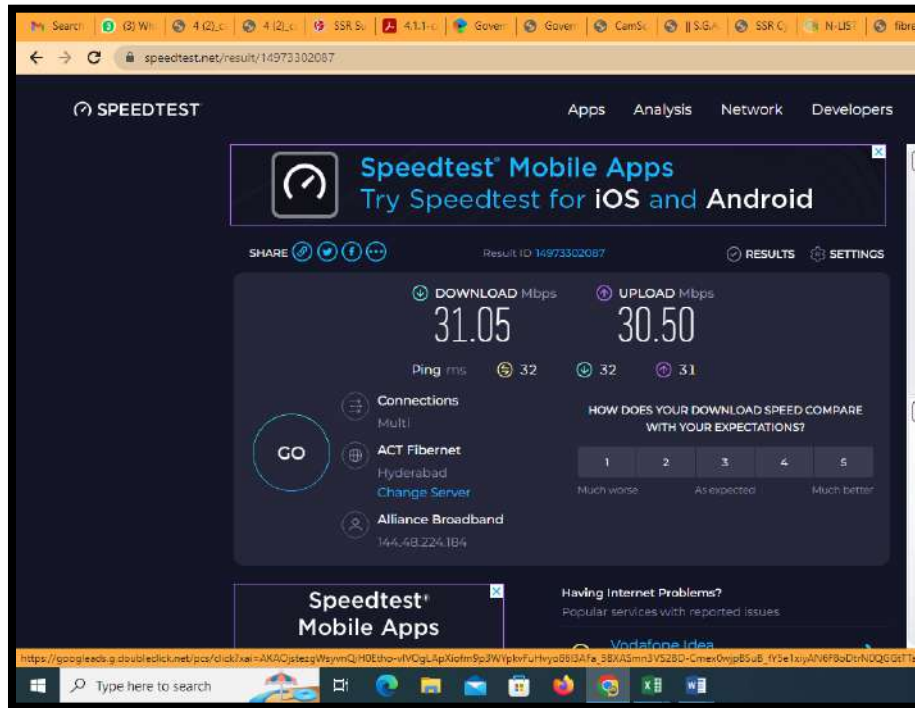 Search
(3) Wh
4 (2)_c
4 (2)_c
SSR Su
4.1.1-c
Govern
Govern
CamSc
|| S.G.A.
SSR Cy
N-LIST
fibre
speedtest.net/result/14973302087
SPEEDTEST
Apps Analysis Network Developers
Speedtest® Mobile Apps
Try Speedtest for iOS and Android
SHARE
Result ID 14973302087
RESULTS SETTINGS
DOWNLOAD Mbps UPLOAD Mbps
31.05 30.50
Ping ms 32 32 31
Connections
Multi
ACT Fibernet
Hyderabad
Change Server
Alliance Broadband
144.48.224.184
GO
HOW DOES YOUR DOWNLOAD SPEED COMPARE
WITH YOUR EXPECTATIONS?
1 2 3 4 5
Much worse As expected Much better
Speedtest®
Mobile Apps
Having Internet Problems?
Popular services with reported issues
Vodafone Idea
Type here to search